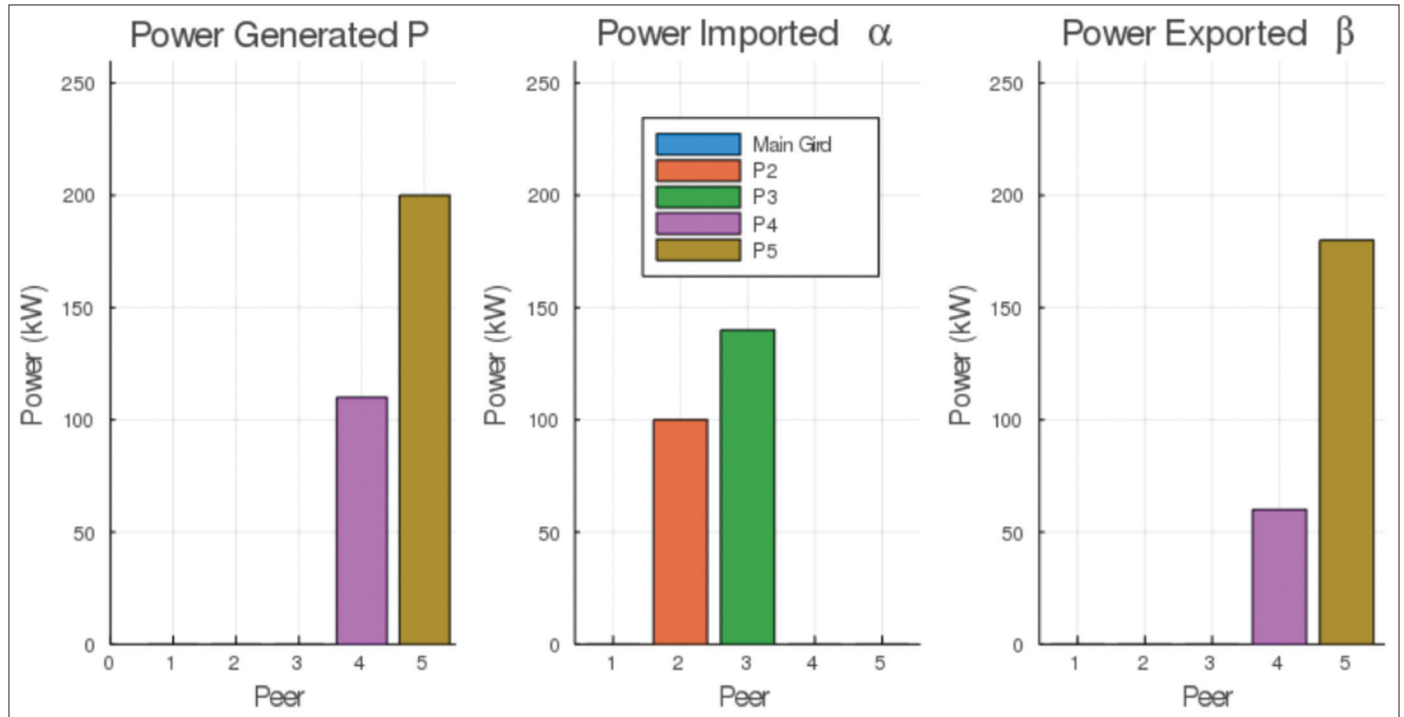 Power Generated P
250
200
150
100
50
0
Power (kW)
0 1 2 3 4 5
Peer
Power Imported α
250
200
150
100
50
0
Power (kW)
Main Gird
P2
P3
P4
P5
1 2 3 4 5
Peer
Power Exported β
250
200
150
100
50
0
Power (kW)
1 2 3 4 5
Peer